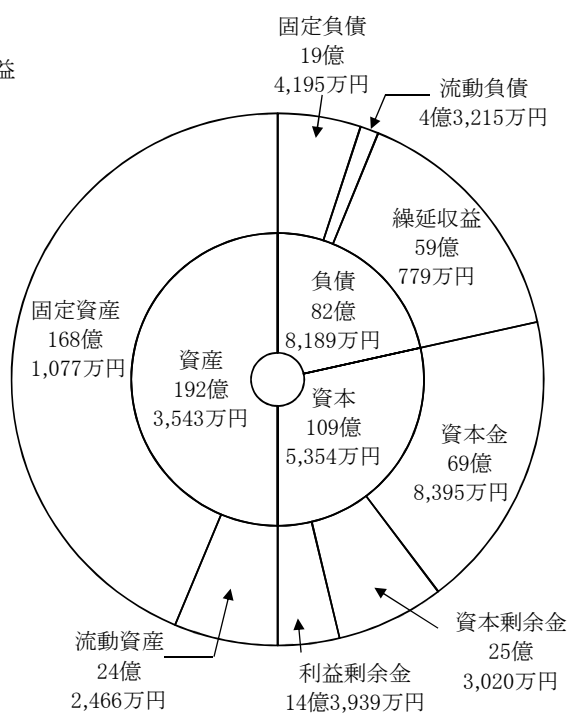 益
固定負債
19億
4,195万円
流動負債
4億3,215万円
繰延収益
59億
779万円
負債
82億
8,189万円
固定資産
168億
1,077万円
資産
192億
3,543万円
資本
109億
5,354万円
資本金
69億
8,395万円
資本剰余金
25億
3,020万円
流動資産
24億
2,466万円
利益剰余金
14億3,939万円